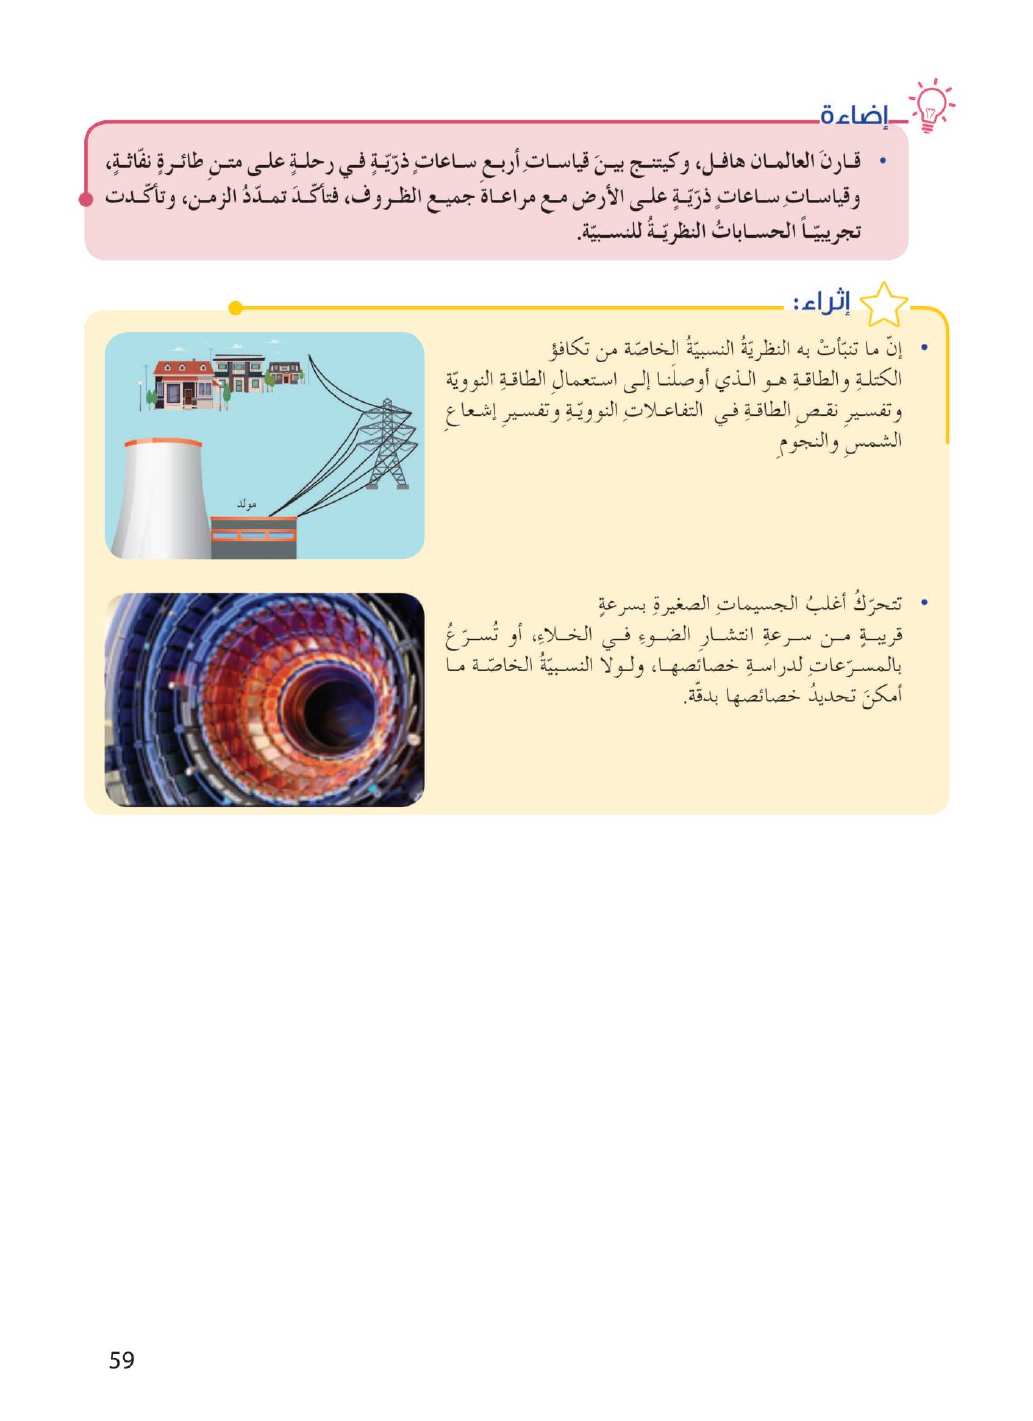 إضاءة
• قارنَ العالمان هافل، وكيتنج بينَ قياساتِ أربعِ ساعاتٍ ذرّيّةٍ في رحلةٍ على متنِ طائرةٍ نفّاثةٍ،
وقياساتِ ساعاتٍ ذرّيّةٍ على الأرض مع مراعاة جميع الظروف، فتأكّدَ تمدّدُ الزمن، وتأكّدت
تجريبيّاً الحساباتُ النظريّةُ للنسبيّة.
إثراء:
• إنّ ما تنبّأتْ به النظريّةُ النسبيّةُ الخاصّة من تكافؤ
الكتلةِ والطاقةِ هو الذي أوصلَنا إلى استعمالِ الطاقةِ النوويّة
وتفسيرِ نقصِ الطاقةِ في التفاعلاتِ النوويّةِ وتفسيرِ إشعاعِ
الشمسِ والنجومِ
مولد
• تتحرّكُ أغلبُ الجسيماتِ الصغيرةِ بسرعةٍ
قريبةٍ من سرعةِ انتشارِ الضوءِ في الخلاءِ، أو تُسرّعُ
بالمسرّعاتِ لدراسةِ خصائصها، ولولا النسبيّةُ الخاصّة ما
أمكنَ تحديدُ خصائصها بدقّة.
59